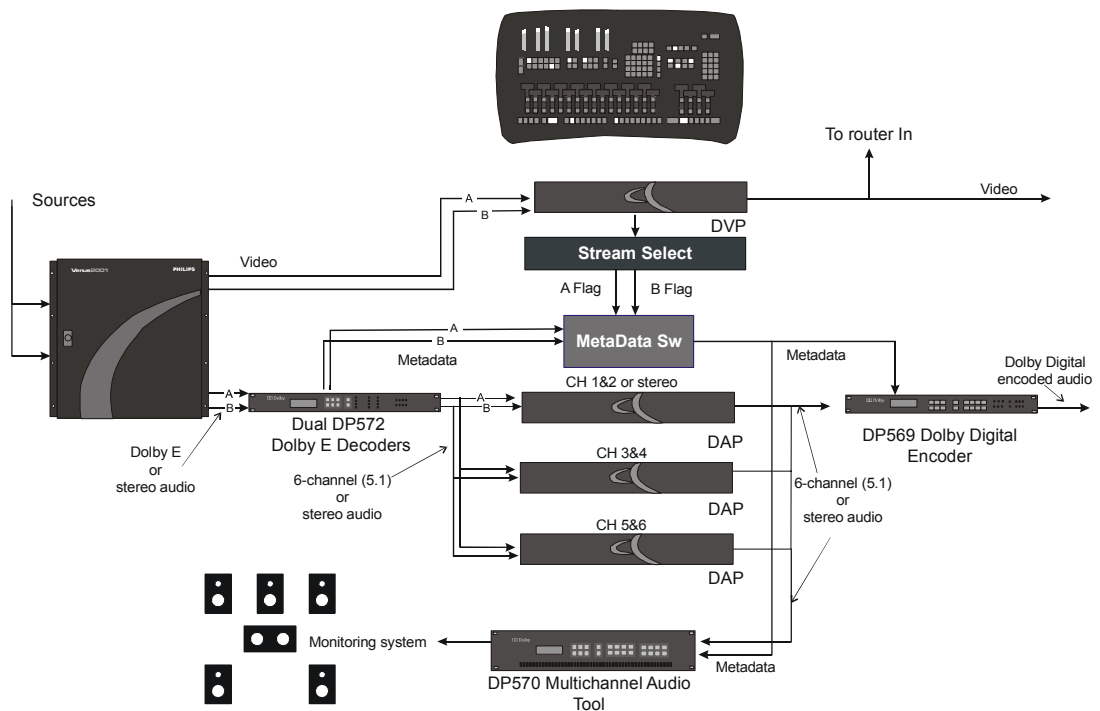 To router In
Sources
A
B
Video
DVP
Video
Stream Select
Venus2001
PHILIPS
A Flag
B Flag
A
B
Metadata
MetaData Sw
Metadata
CH 1&2 or stereo
Dolby Digital
encoded audio
A
B
Dolby
A
B
Dolby
Dual DP572
Dolby E Decoders
DAP
DP569 Dolby Digital
Encoder
Dolby E
or
stereo audio
6-channel (5.1)
or
stereo audio
CH 3&4
DAP
6-channel (5.1)
or
stereo audio
CH 5&6
DAP
Monitoring system
Dolby
Metadata
DP570 Multichannel Audio
Tool